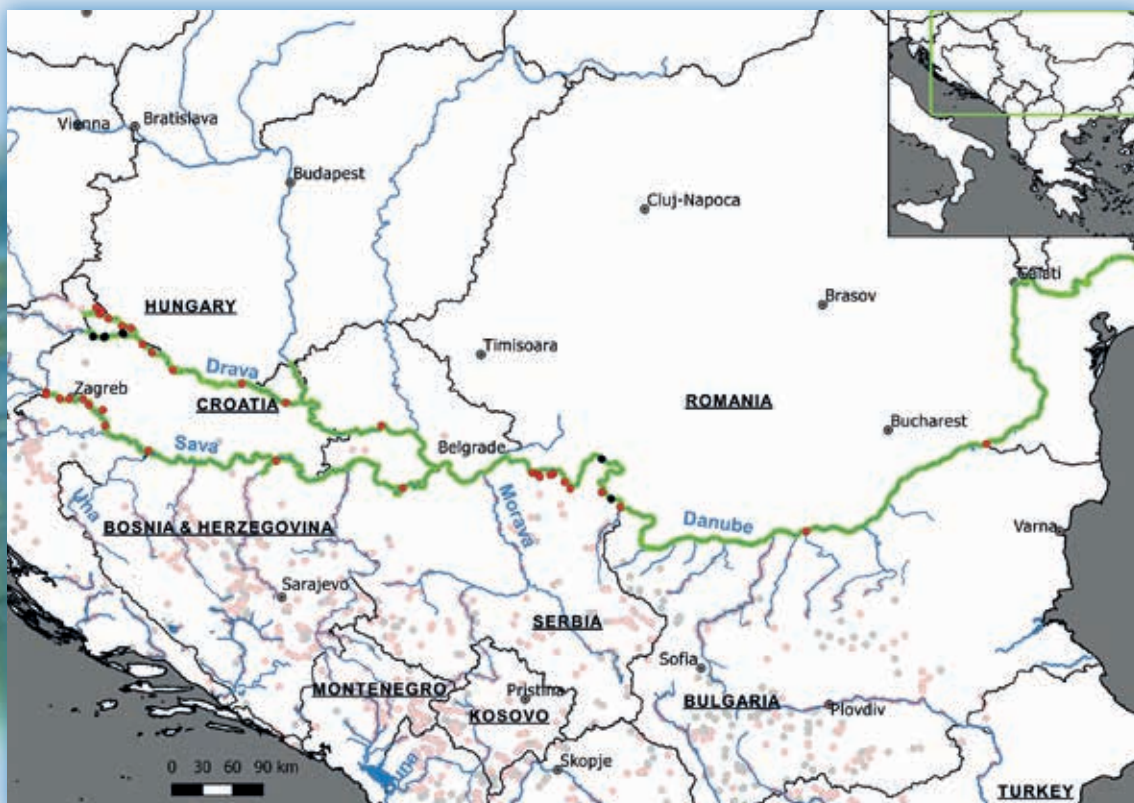 Vienna
Bratislava
Budapest
Cluj-Napoca
Galati
HUNGARY
Brasov
Timisoara
Drava
Zagreb
CROATIA
ROMANIA
Bucharest
Sava
Belgrade
Una
Morava
BOSNIA & HERZEGOVINA
Danube
Varna
Sarajevo
SERBIA
Sofia
MONTENEGRO
Pristina
KOSOVO
BULGARIA
Plovdiv
Skopje
0 30 60 90 km
TURKEY